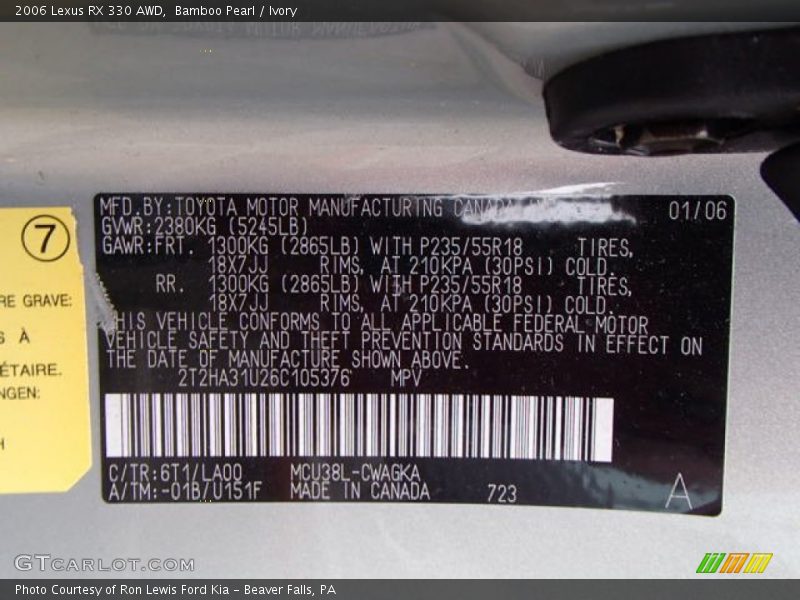 2006 Lexus RX 330 AWD, Bamboo Pearl / Ivory
MFD.BY:TOYOTA MOTOR MANUFACTURING CANADA 01/06
GVWR:2380KG (5245LB)
GAWR:FRT. 1300KG (2865LB) WITH P235/55R18 TIRES,
18X7JJ RIMS, AT 210KPA (30PSI) COLD.
RR. 1300KG (2865LB) WITH P235/55R18 TIRES,
18X7JJ RIMS, AT 210KPA (30PSI) COLD.
THIS VEHICLE CONFORMS TO ALL APPLICABLE FEDERAL MOTOR
VEHICLE SAFETY AND THEFT PREVENTION STANDARDS IN EFFECT ON
THE DATE OF MANUFACTURE SHOWN ABOVE.
2T2HA31U26C105376 MPV
C/TR:6T1/LA00 MCU38L-CWAGKA
A/TM:-01B/U151F MADE IN CANADA 723 A
7
RE GRAVE:
S À
ÉTAIRE.
NGEN:
H
GTCARLOT.COM
Photo Courtesy of Ron Lewis Ford Kia - Beaver Falls, PA